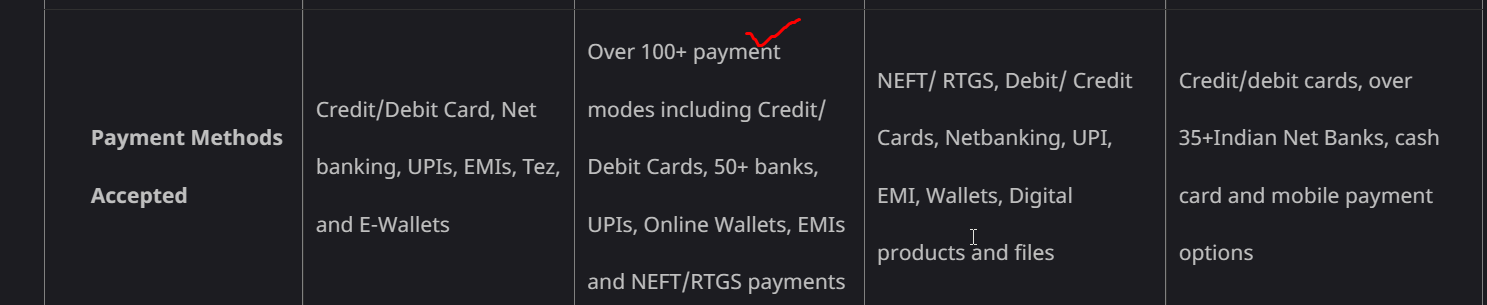 Payment Methods
Accepted
Credit/Debit Card, Net
banking, UPIs, EMIs, Tez,
and E-Wallets
Over 100+ payment
modes including Credit/
Debit Cards, 50+ banks,
UPIs, Online Wallets, EMIs
and NEFT/RTGS payments
NEFT/ RTGS, Debit/ Credit
Cards, Netbanking, UPI,
EMI, Wallets, Digital
products and files
Credit/debit cards, over
35+Indian Net Banks, cash
card and mobile payment
options